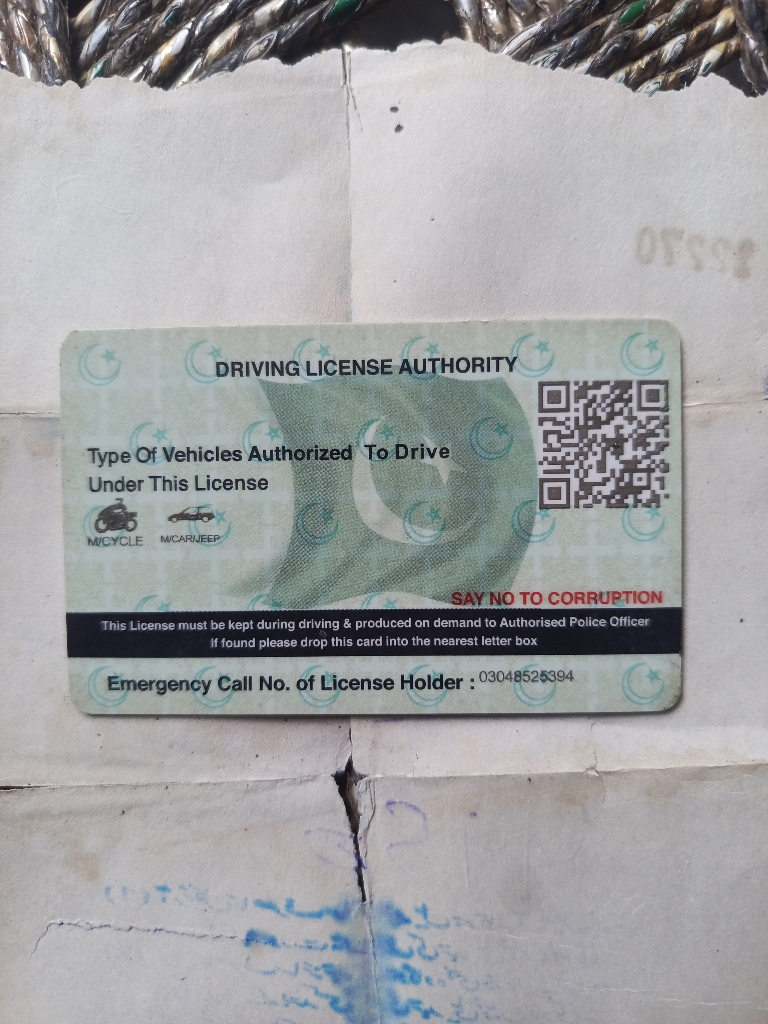 22270
DRIVING LICENSE AUTHORITY
Type Of Vehicles Authorized To Drive
Under This License
M/CYCLE M/CAR/JEEP
SAY NO TO CORRUPTION
This License must be kept during driving & produced on demand to Authorised Police Officer
If found please drop this card into the nearest letter box
Emergency Call No. of License Holder : 03048525394